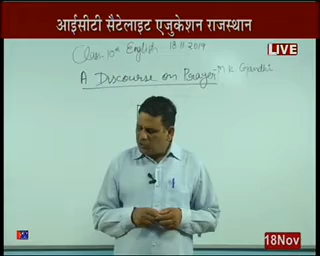 आईसीटी सैटेलाइट एजुकेशन राजस्थान
LIVE
Class-10th English 18.11.2019
A Discourse on Prayer -M.K. Gandhi
18Nov